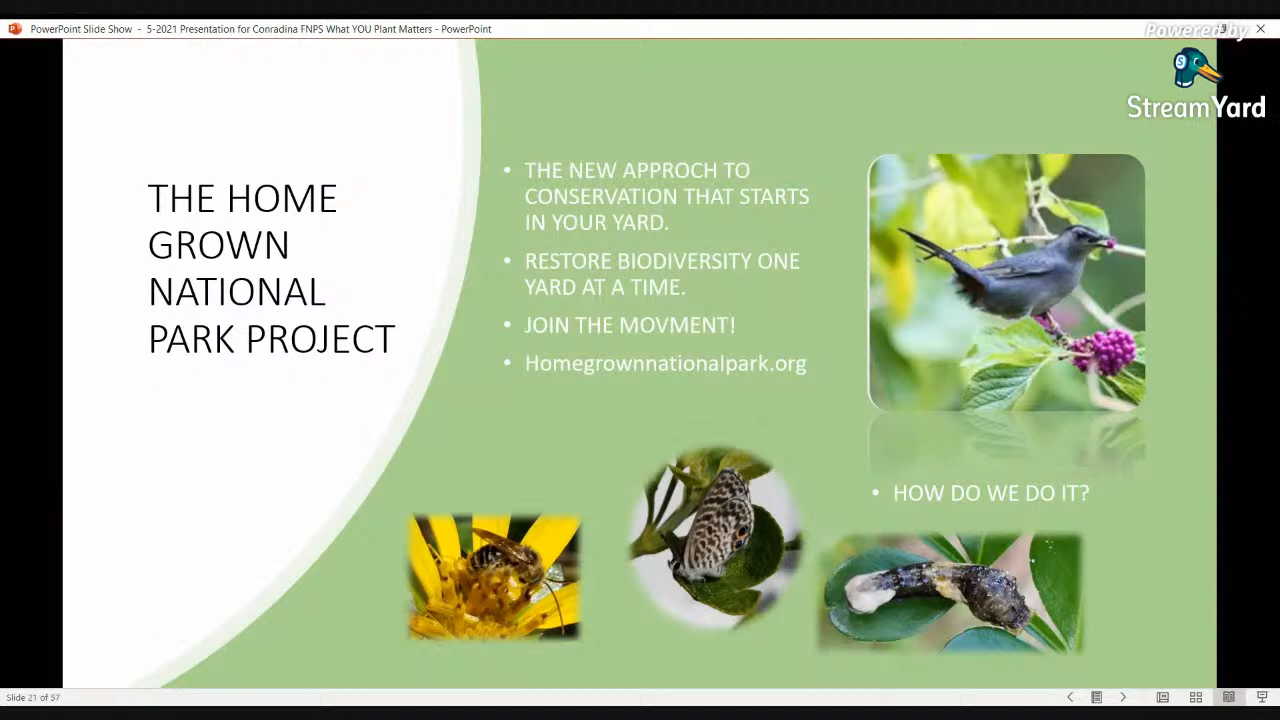 PowerPoint Slide Show - 5-2021 Presentation for Conradina FNPS What YOU Plant Matters - PowerPoint
Powered by
StreamYard
THE HOME
GROWN
NATIONAL
PARK PROJECT
• THE NEW APPROCH TO
CONSERVATION THAT STARTS
IN YOUR YARD.
• RESTORE BIODIVERSITY ONE
YARD AT A TIME.
• JOIN THE MOVMENT!
• Homegrownnationalpark.org
• HOW DO WE DO IT?
Slide 21 of 57